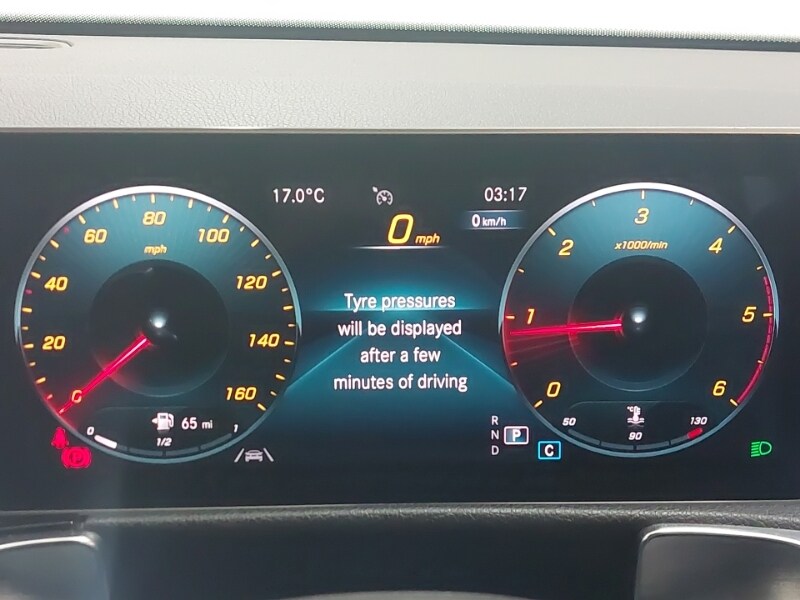 17.0°C
03:17
0 mph
0 km/h
20
40
60
80
100
120
140
160
mph
65 mi
0
1/2
1
Tyre pressures
will be displayed
after a few
minutes of driving
0
1
2
3
4
5
6
x1000/min
R
N
P
D
C
°C
50
90
130